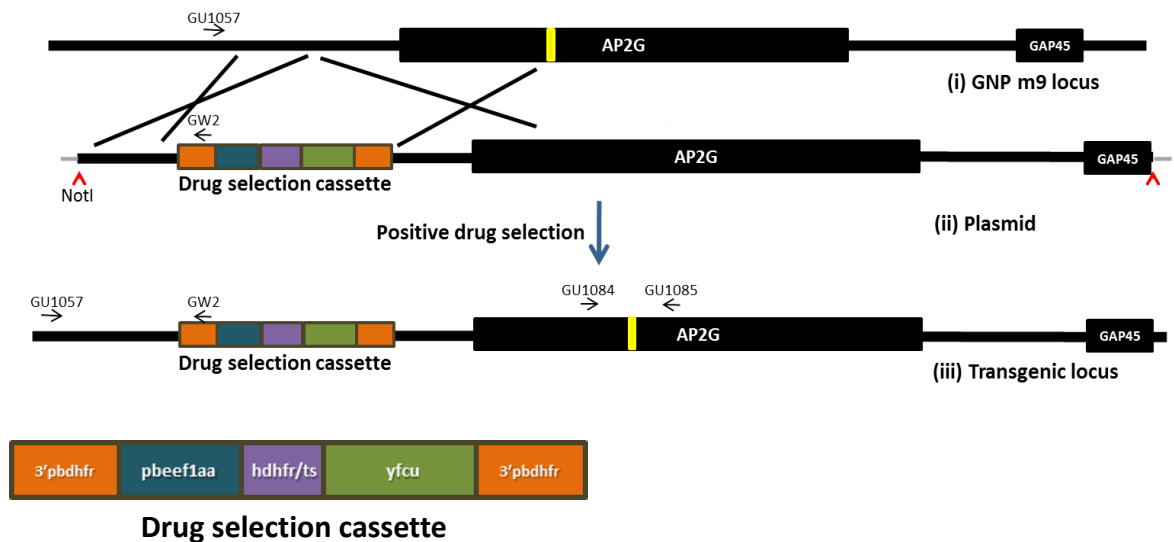 GU1057
AP2G
GAP45
(i) GNP m9 locus
GW2
AP2G
GAP45
NotI
Drug selection cassette
(ii) Plasmid
Positive drug selection
GU1057
GW2
GU1084
GU1085
AP2G
GAP45
Drug selection cassette
(iii) Transgenic locus
3'pbdhfr pbeef1aa hdhfr/ts yfcu 3'pbdhfr
Drug selection cassette